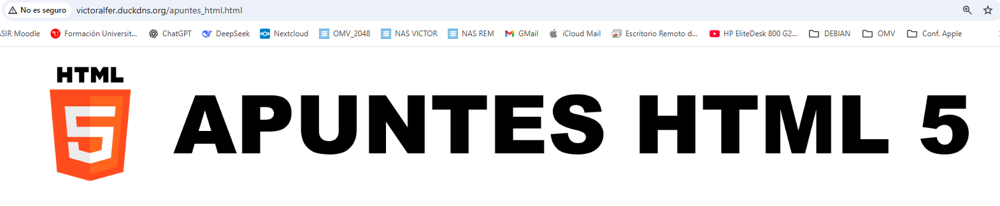 No es seguro victoralfer.duckdns.org/apuntes_html.html
ASIR Moodle Formación Universit... ChatGPT DeepSeek Nextcloud OMV_2048 NAS VICTOR NAS REM GMail iCloud Mail Escritorio Remoto d... HP EliteDesk 800 G2... DEBIAN OMV Conf. Apple
HTML
5 APUNTES HTML 5